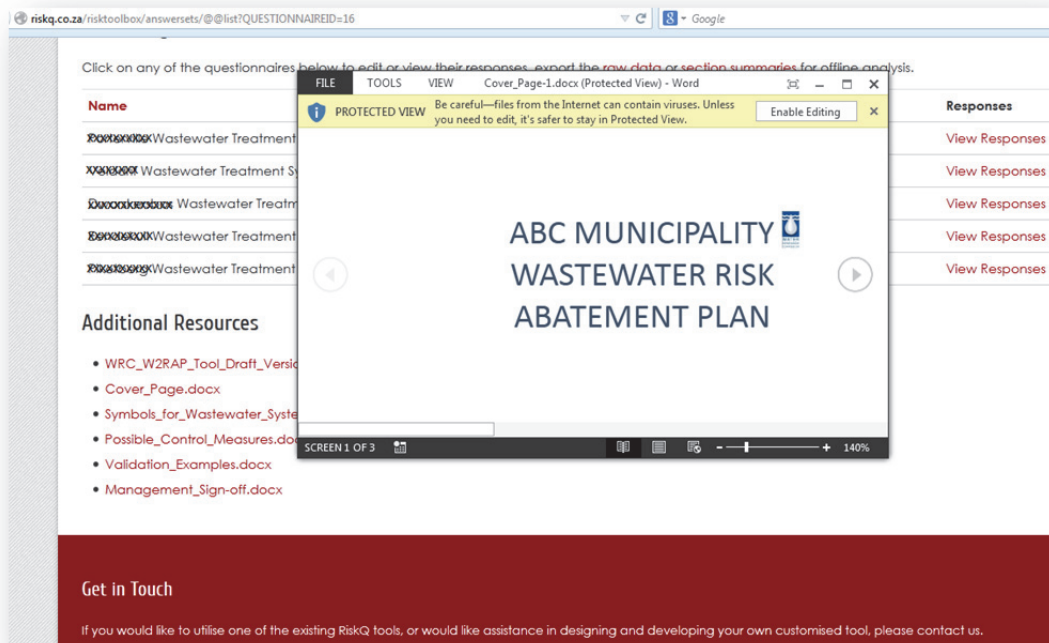 riskq.co.za/risktoolbox/answersets/@@list?QUESTIONNAIREID=16
Google
Click on any of the questionnaires below to edit or view their responses, export the raw data or section summaries for offline analysis.
FILE TOOLS VIEW Cover_Page-1.docx (Protected View) - Word
PROTECTED VIEW Be careful—files from the Internet can contain viruses. Unless
you need to edit, it's safer to stay in Protected View.
Enable Editing
Name Responses
Wastewater Treatment View Responses
Wastewater Treatment Sy View Responses
Wastewater Treatm View Responses
Wastewater Treatment View Responses
Wastewater Treatment View Responses
ABC MUNICIPALITY
WASTEWATER RISK
ABATEMENT PLAN
SCREEN 1 OF 3 140%
Additional Resources
WRC_W2RAP_Tool_Draft_Versio
Cover_Page.docx
Symbols_for_Wastewater_Syste
Possible_Control_Measures.do
Validation_Examples.docx
Management_Sign-off.docx
Get in Touch
If you would like to utilise one of the existing RiskQ tools, or would like assistance in designing and developing your own customised tool, please contact us.